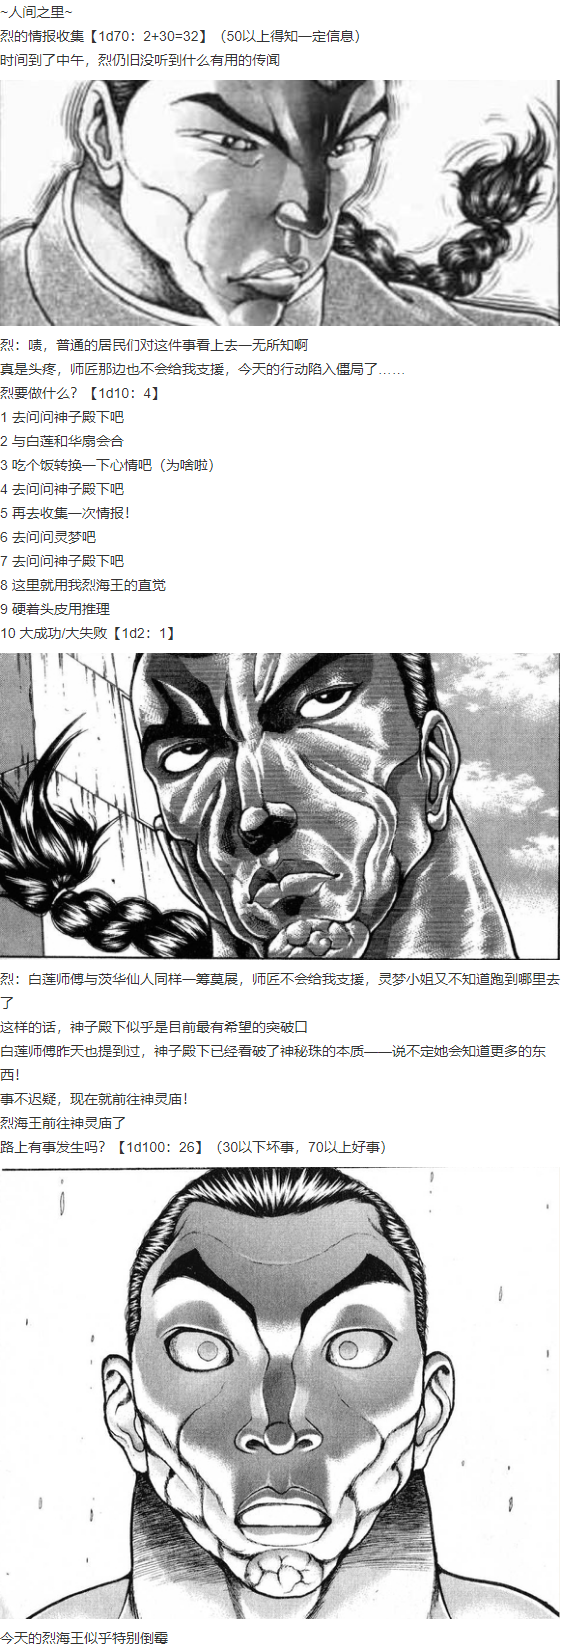 ~人间之里~
烈的情报收集【1d70：2+30=32】（50以上得知一定信息）
时间到了中午，烈仍旧没听到什么有用的传闻
烈：啧，普通的居民们对这件事看上去一无所知啊
真是头疼，师匠那边也不会给我支援，今天的行动陷入僵局了……
烈要做什么？【1d10：4】
1 去问问神子殿下吧
2 与白莲和华扇会合
3 吃个饭转换一下心情吧（为啥啦）
4 去问问神子殿下吧
5 再去收集一次情报！
6 去问问灵梦吧
7 去问问神子殿下吧
8 这里就用我烈海王的直觉
9 硬着头皮用推理
10 大成功/大失败【1d2：1】
烈：白莲师傅与茨华仙人同样一筹莫展，师匠不会给我支援，灵梦小姐又不知道跑到哪里去
了
这样的话，神子殿下似乎是目前最有希望的突破口
白莲师傅昨天也提到过，神子殿下已经看破了神秘珠的本质——说不定她会知道更多的东
西！
事不迟疑，现在就前往神灵庙！
烈海王前往神灵庙了
路上有事发生吗？【1d100：26】（30以下坏事，70以上好事）
今天的烈海王似乎特别倒霉